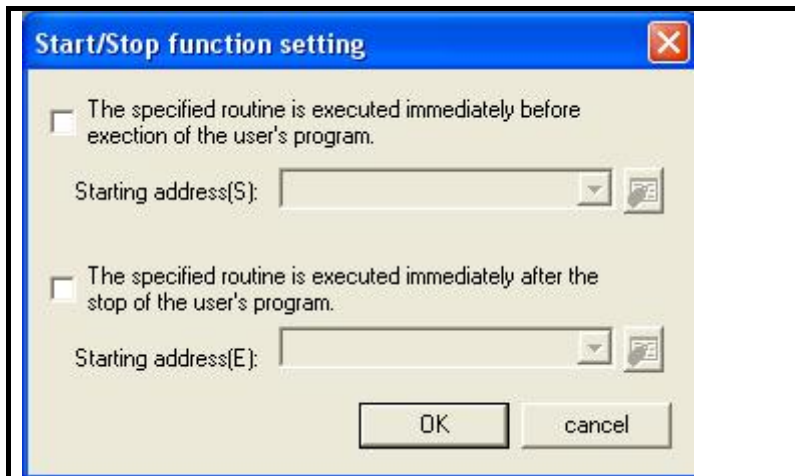 Start/Stop function setting
The specified routine is executed immediately before
exection of the user's program.
Starting address(S):
The specified routine is executed immediately after the
stop of the user's program.
Starting address(E):
OK
cancel